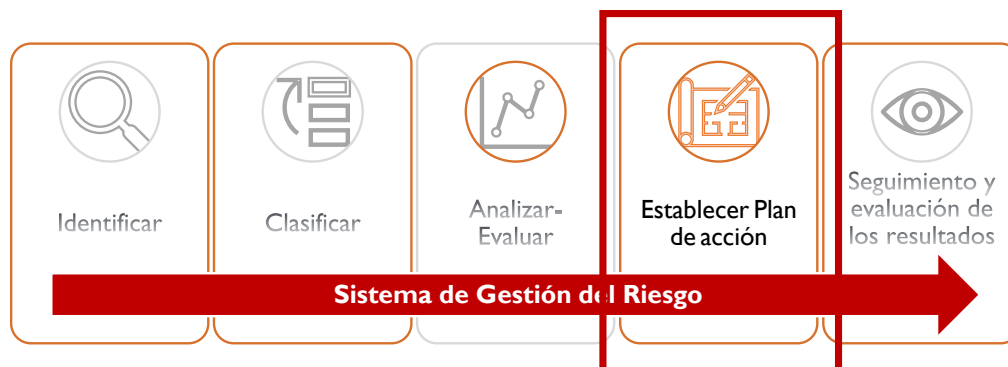 Identificar
Clasificar
Analizar-
Evaluar
Establecer Plan
de acción
Seguimiento y
evaluación de
los resultados
Sistema de Gestión del Riesgo